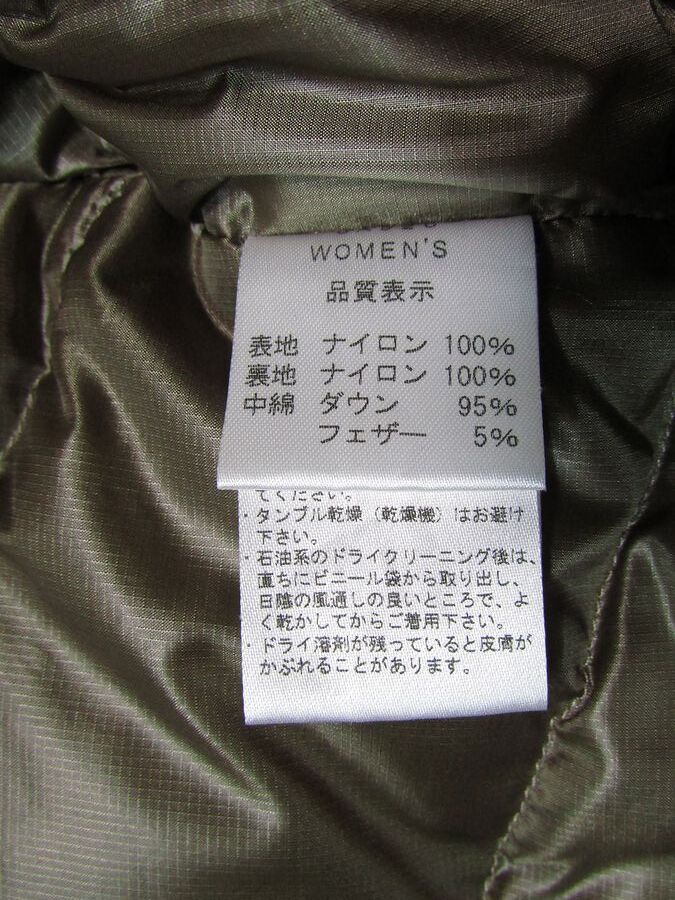 WOMEN'S
品質表示
表地 ナイロン 100%
裏地 ナイロン 100%
中綿 ダウン 95%
フェザー 5%
てください。
・タンブル乾燥（乾燥機）はお避け
下さい。
・石油系のドライクリーニング後は、
直ちにビニール袋から取り出し、
日陰の風通しの良いところで、よ
く乾かしてからご着用下さい。
・ドライ溶剤が残っていると皮膚が
かぶれることがあります。